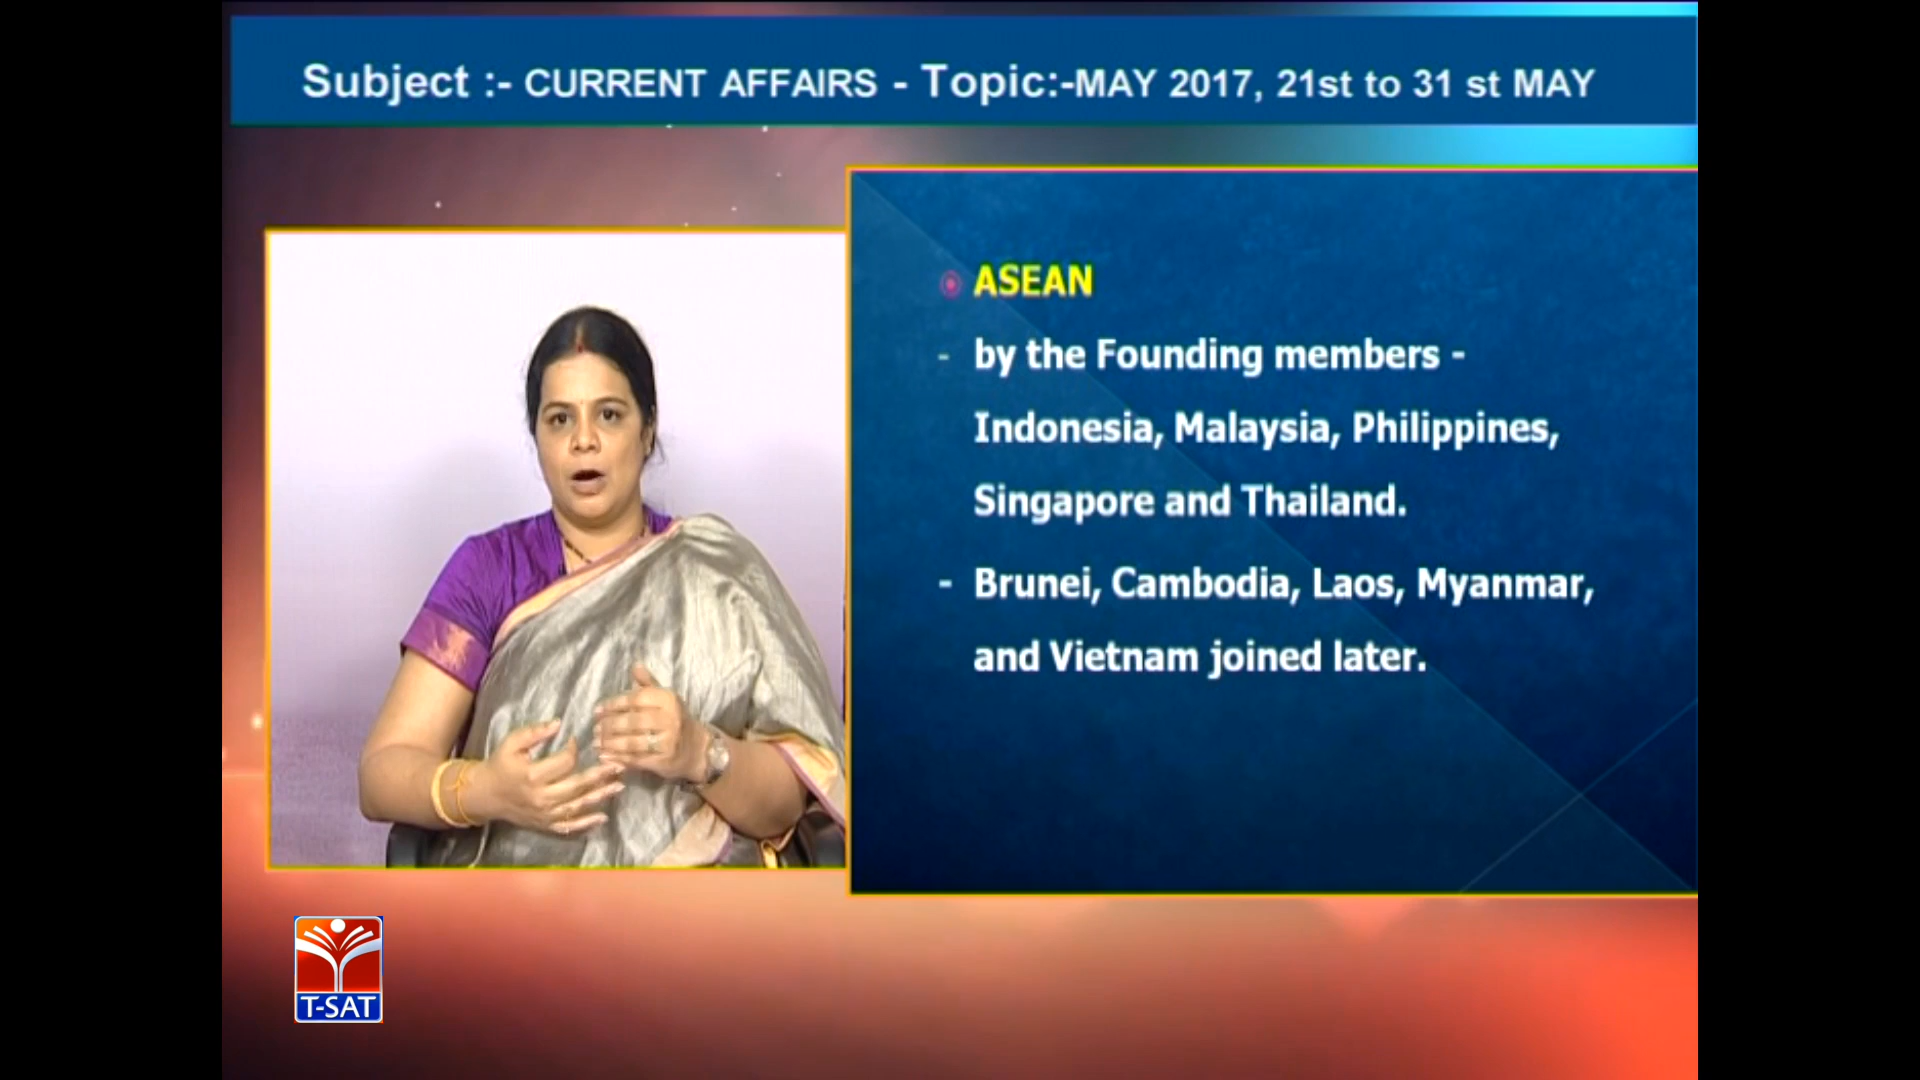 Subject :- CURRENT AFFAIRS - Topic:-MAY 2017, 21st to 31 st MAY
ASEAN
- by the Founding members -
Indonesia, Malaysia, Philippines,
Singapore and Thailand.
- Brunei, Cambodia, Laos, Myanmar,
and Vietnam joined later.
T-SAT